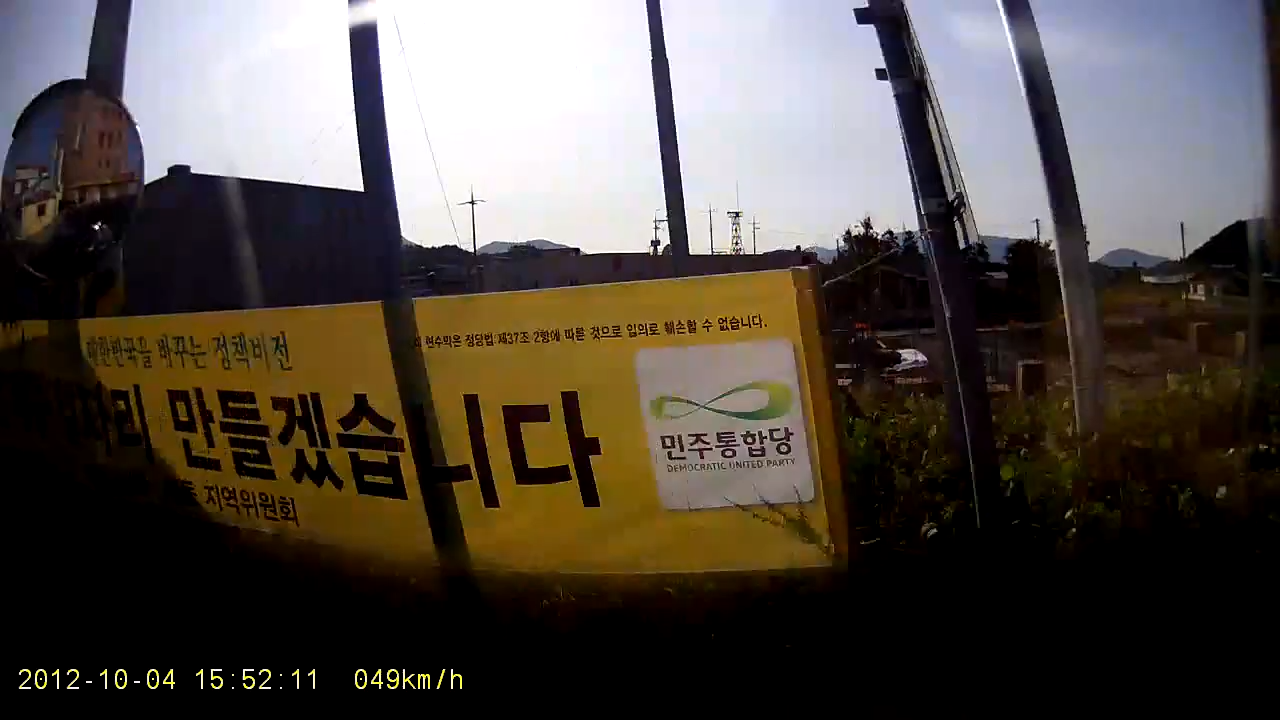 대한민국을 바꾸는 정책비전
현수막은 정당법 제37조 2항에 따른 것으로 임의로 훼손할 수 없습니다.
만들겠습니다
지역위원회
민주통합당
DEMOCRATIC UNITED PARTY
2012-10-04 15:52:11 049km/h